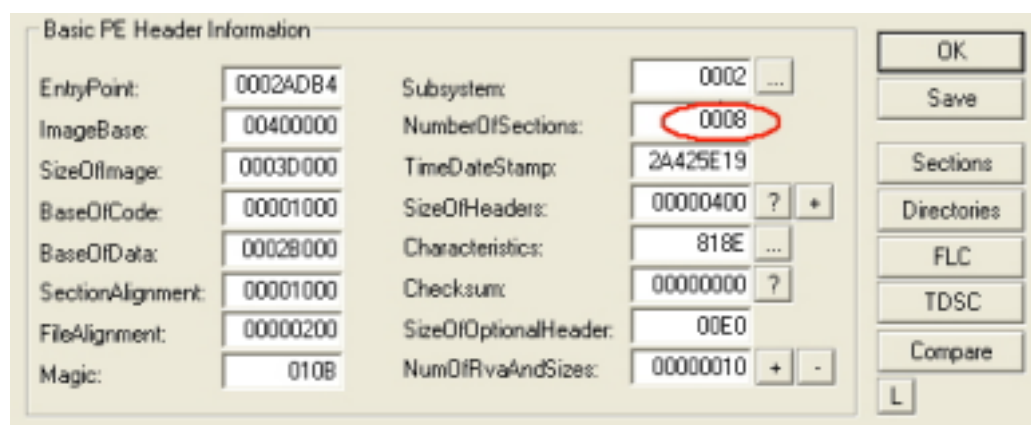 Basic PE Header Information
EntryPoint: 0002ADB4 Subsystem: 0002 ...
ImageBase: 00400000 NumberOfSections: 0008
SizeOfImage: 0003D000 TimeDateStamp: 2A425E19
BaseOfCode: 00001000 SizeOfHeaders: 00000400 ? +
BaseOfData: 0002B000 Characteristics: 818E ...
SectionAlignment: 00001000 Checksum: 00000000 ?
FileAlignment: 00000200 SizeOfOptionalHeader: 00E0
Magic: 010B NumOfRvaAndSizes: 00000010 + -
OK
Save
Sections
Directories
FLC
TDSC
Compare
L